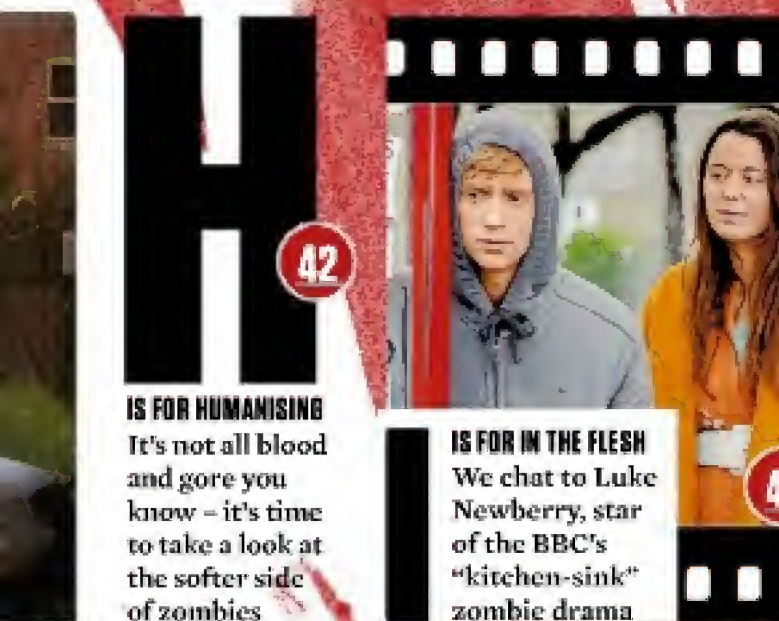 H
42
IS FOR HUMANISING
It's not all blood
and gore you
know – it's time
to take a look at
the softer side
of zombies
I
IS FOR IN THE FLESH
We chat to Luke
Newberry, star
of the BBC's
"kitchen-sink"
zombie drama